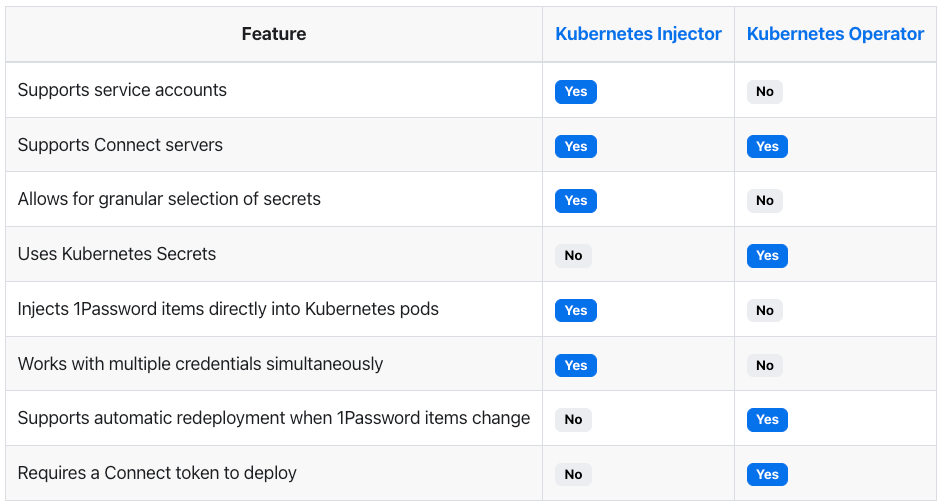 Feature Kubernetes Injector Kubernetes Operator
Supports service accounts Yes No
Supports Connect servers Yes Yes
Allows for granular selection of secrets Yes No
Uses Kubernetes Secrets No Yes
Injects 1Password items directly into Kubernetes pods Yes No
Works with multiple credentials simultaneously Yes No
Supports automatic redeployment when 1Password items change No Yes
Requires a Connect token to deploy No Yes